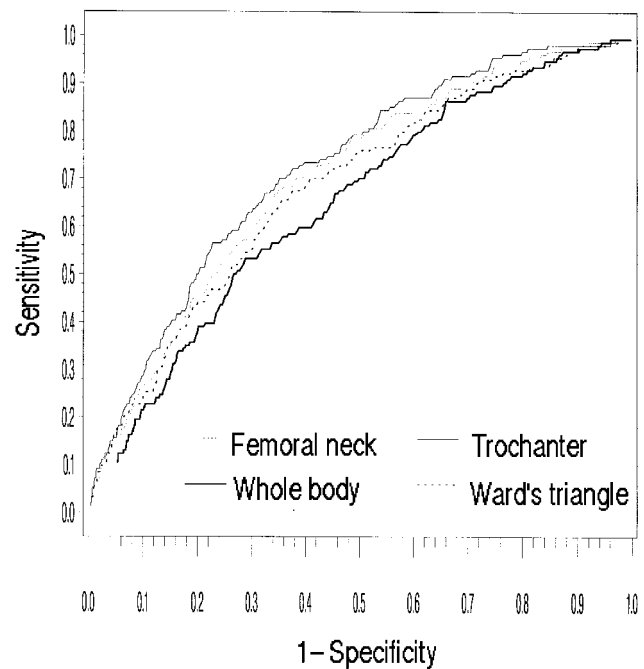 1.0
0.9
0.8
0.7
0.6
0.5
0.4
0.3
0.2
0.1
0.0
Sensitivity
Femoral neck
Trochanter
Whole body
Ward's triangle
0.0 0.1 0.2 0.3 0.4 0.5 0.6 0.7 0.8 0.9 1.0
1– Specificity